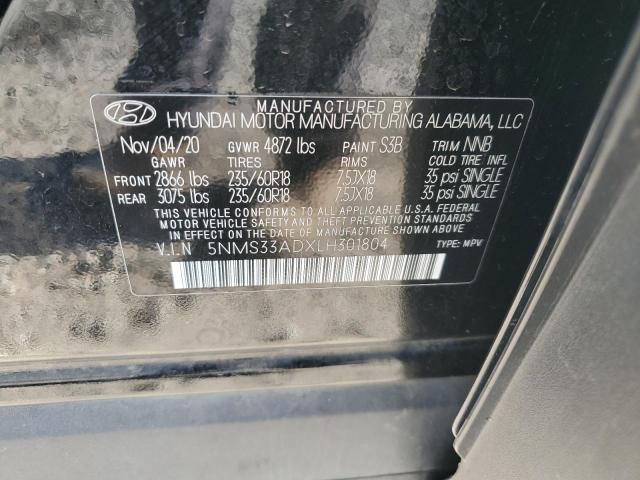 MANUFACTURED BY
HYUNDAI MOTOR MANUFACTURING ALABAMA, LLC
Nov/04/20 GVWR 4872 lbs PAINT S3B TRIM NNB
GAWR TIRES RIMS COLD TIRE INFL
FRONT 2866 lbs 235/60R18 7.5JX18 35 psi SINGLE
REAR 3075 lbs 235/60R18 7.5JX18 35 psi SINGLE
THIS VEHICLE CONFORMS TO ALL APPLICABLE U.S.A. FEDERAL
MOTOR VEHICLE SAFETY AND THEFT PREVENTION STANDARDS
IN EFFECT ON THE DATE OF MANUFACTURE SHOWN ABOVE.
V.I.N 5NMS33ADXLH301804 TYPE: MPV